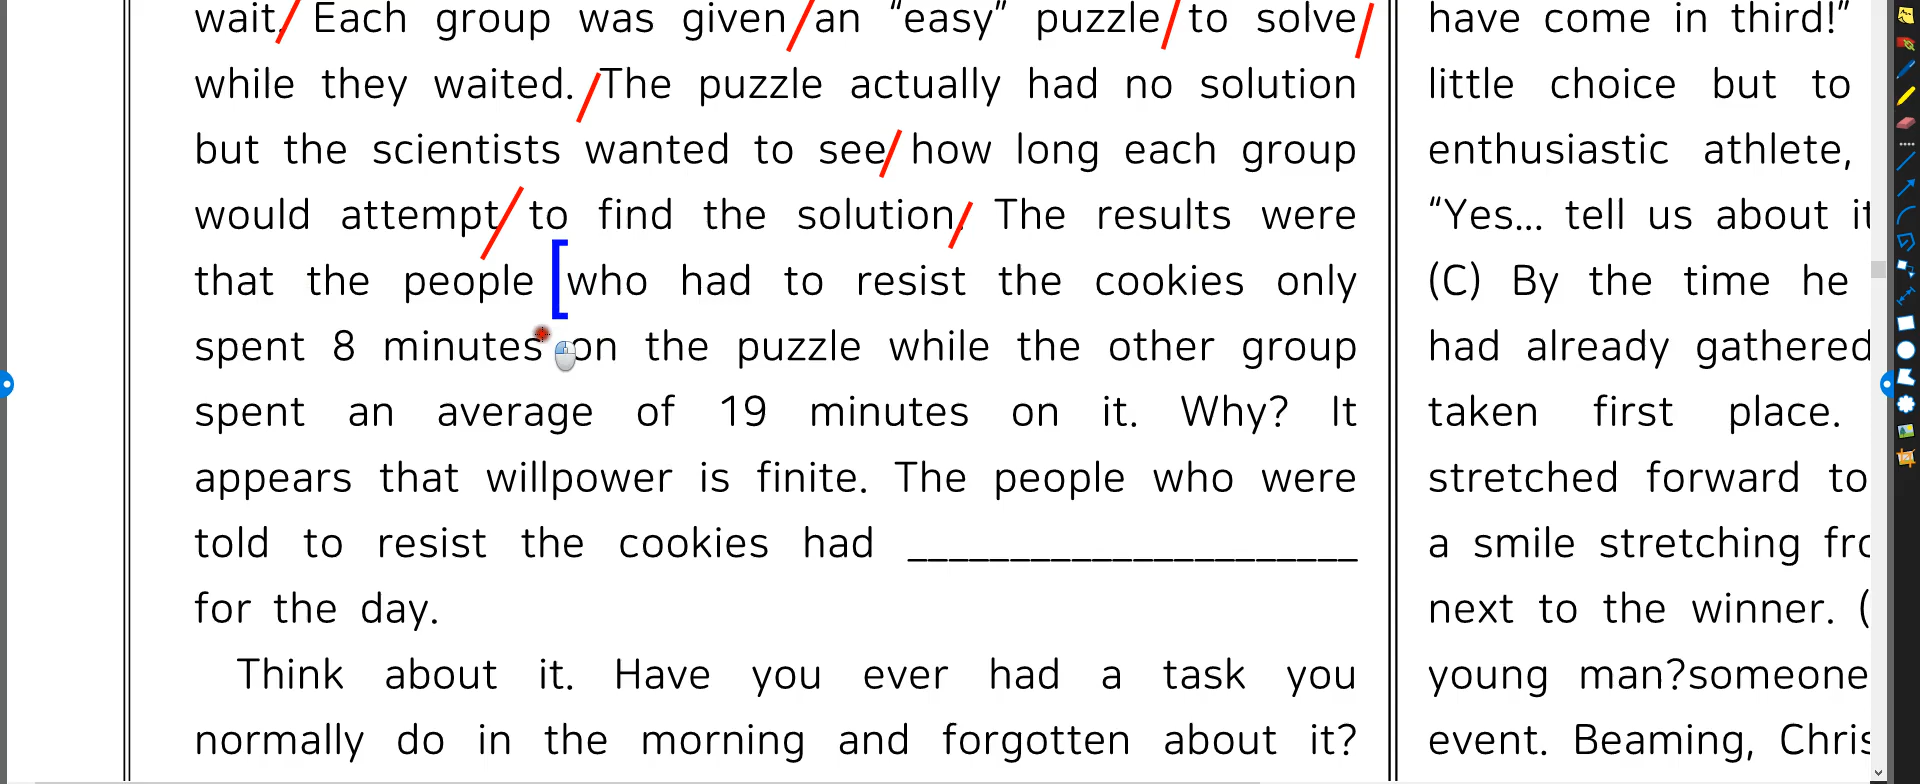 wait. Each group was given an “easy” puzzle to solve
while they waited. The puzzle actually had no solution
but the scientists wanted to see how long each group
would attempt to find the solution. The results were
that the people who had to resist the cookies only
spent 8 minutes on the puzzle while the other group
spent an average of 19 minutes on it. Why? It
appears that willpower is finite. The people who were
told to resist the cookies had ______________________
for the day.
Think about it. Have you ever had a task you
normally do in the morning and forgotten about it?
have come in third!”
little choice but to
enthusiastic athlete,
“Yes... tell us about it
(C) By the time he
had already gathered
taken first place.
stretched forward to
a smile stretching
next to the winner. (
young man?someone
event. Beaming, Chris